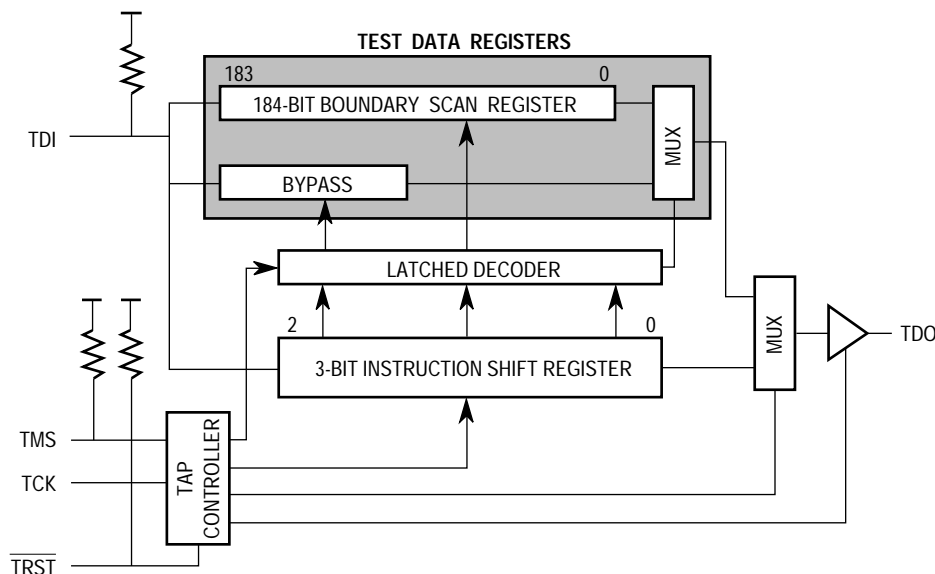 TEST DATA REGISTERS
183 0
184-BIT BOUNDARY SCAN REGISTER
MUX
TDI
BYPASS
LATCHED DECODER
2 0
3-BIT INSTRUCTION SHIFT REGISTER
MUX
TDO
TMS
TCK
TAP
CONTROLLER
TRST